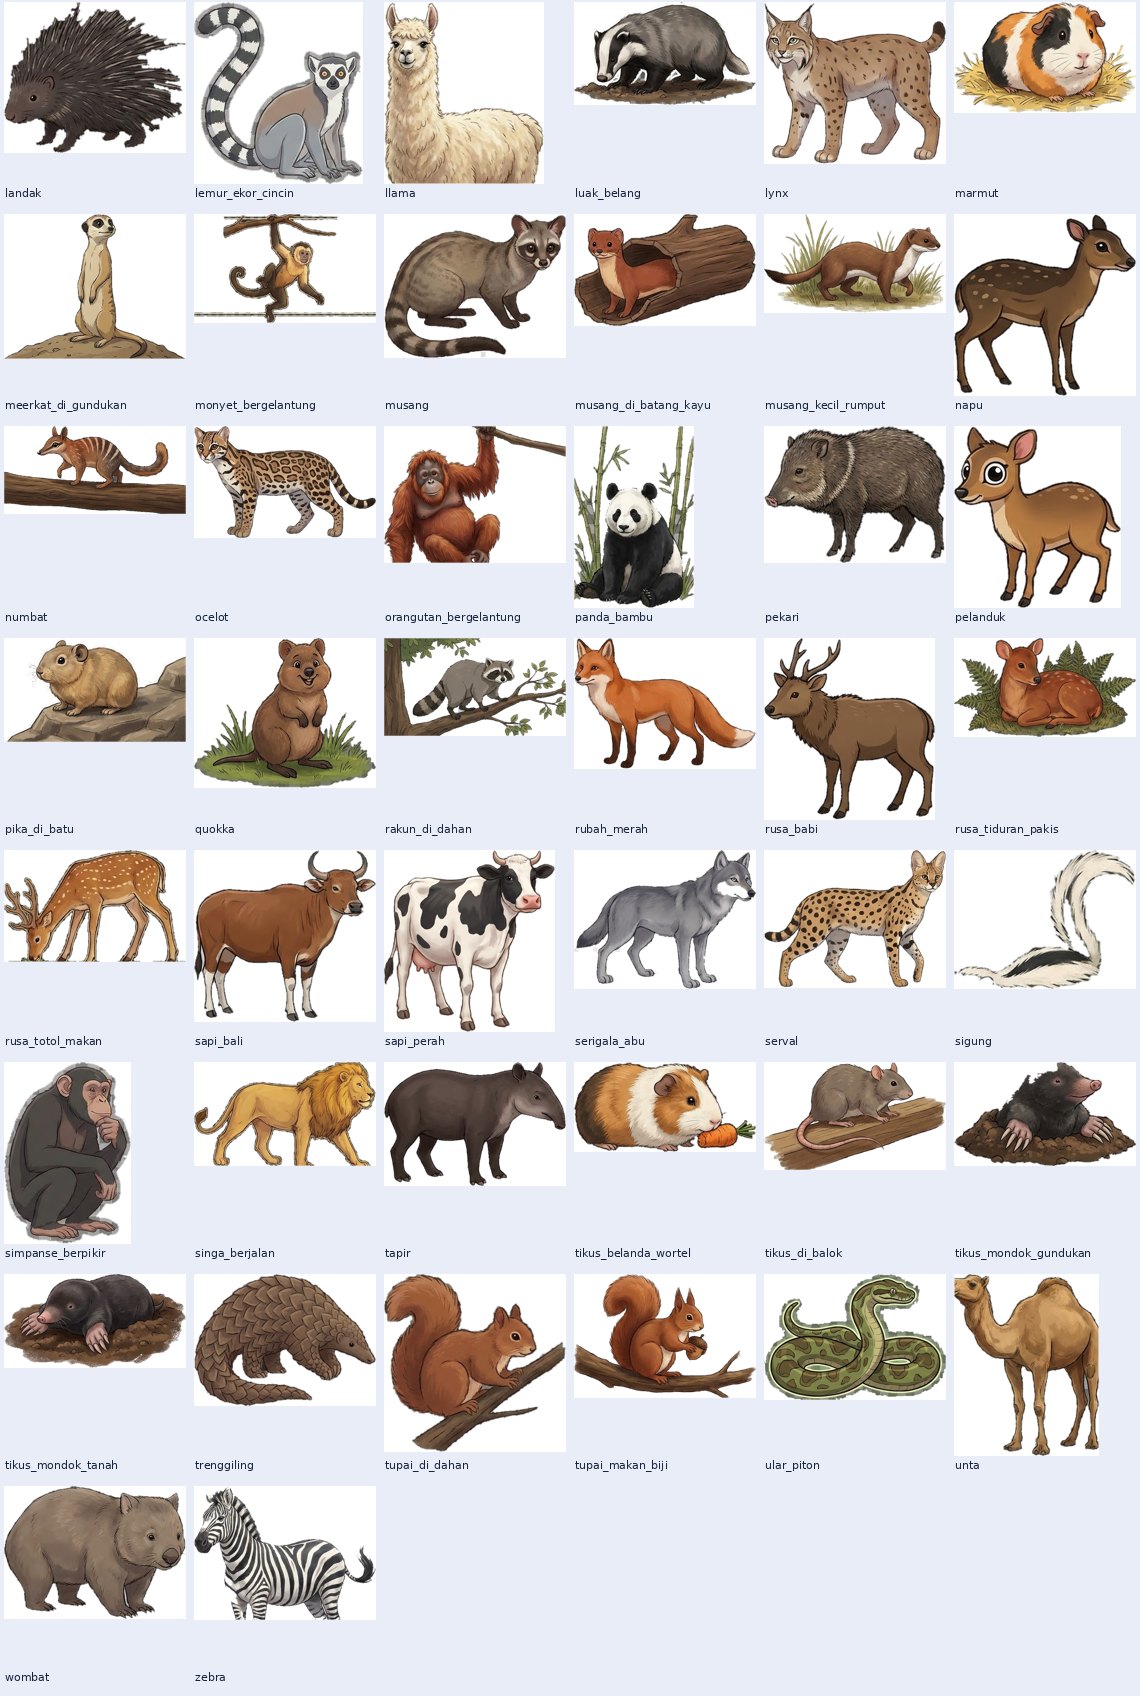 landak
lemur_ekor_cincin
llama
luak_belang
lynx
marmut
meerkat_di_gundukan
monyet_bergelantung
musang
musang_di_batang_kayu
musang_kecil_rumput
napu
numbat
ocelot
orangutan_bergelantung
panda_bambu
pekari
pelanduk
pika_di_batu
quokka
rakun_di_dahan
rubah_merah
rusa_babi
rusa_tiduran_pakis
rusa_totol_makan
sapi_bali
sapi_perah
serigala_abu
serval
sigung
simpanse_berpikir
singa_berjalan
tapir
tikus_belanda_wortel
tikus_di_balok
tikus_mondok_gundukan
tikus_mondok_tanah
trenggiling
tupai_di_dahan
tupai_makan_biji
ular_piton
unta
wombat
zebra